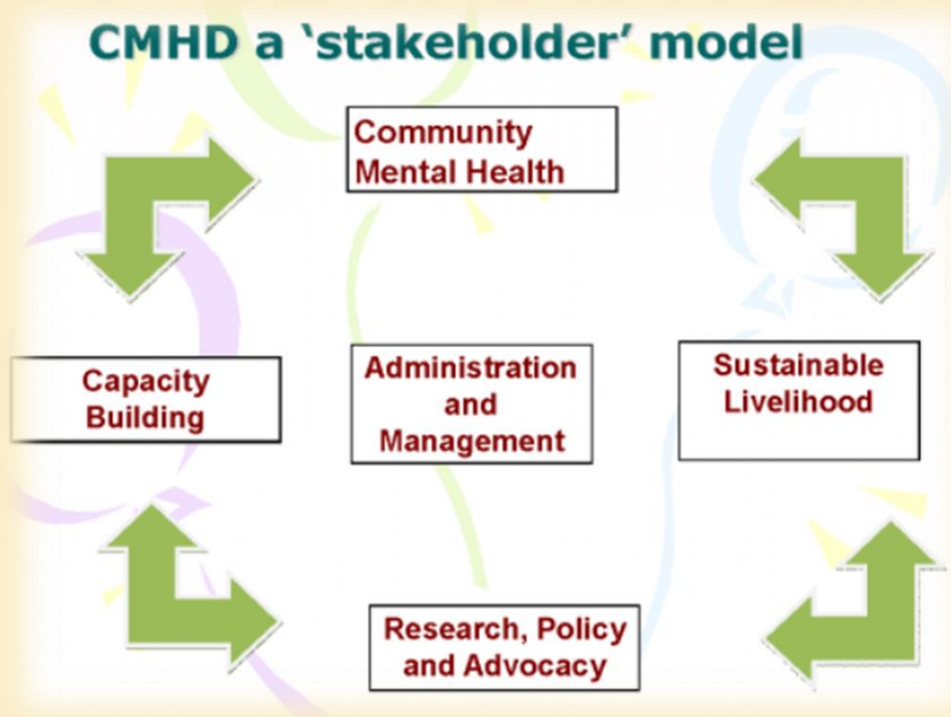 CMHD a ‘stakeholder’ model
Community
Mental Health
Capacity
Building
Administration
and
Management
Sustainable
Livelihood
Research, Policy
and Advocacy